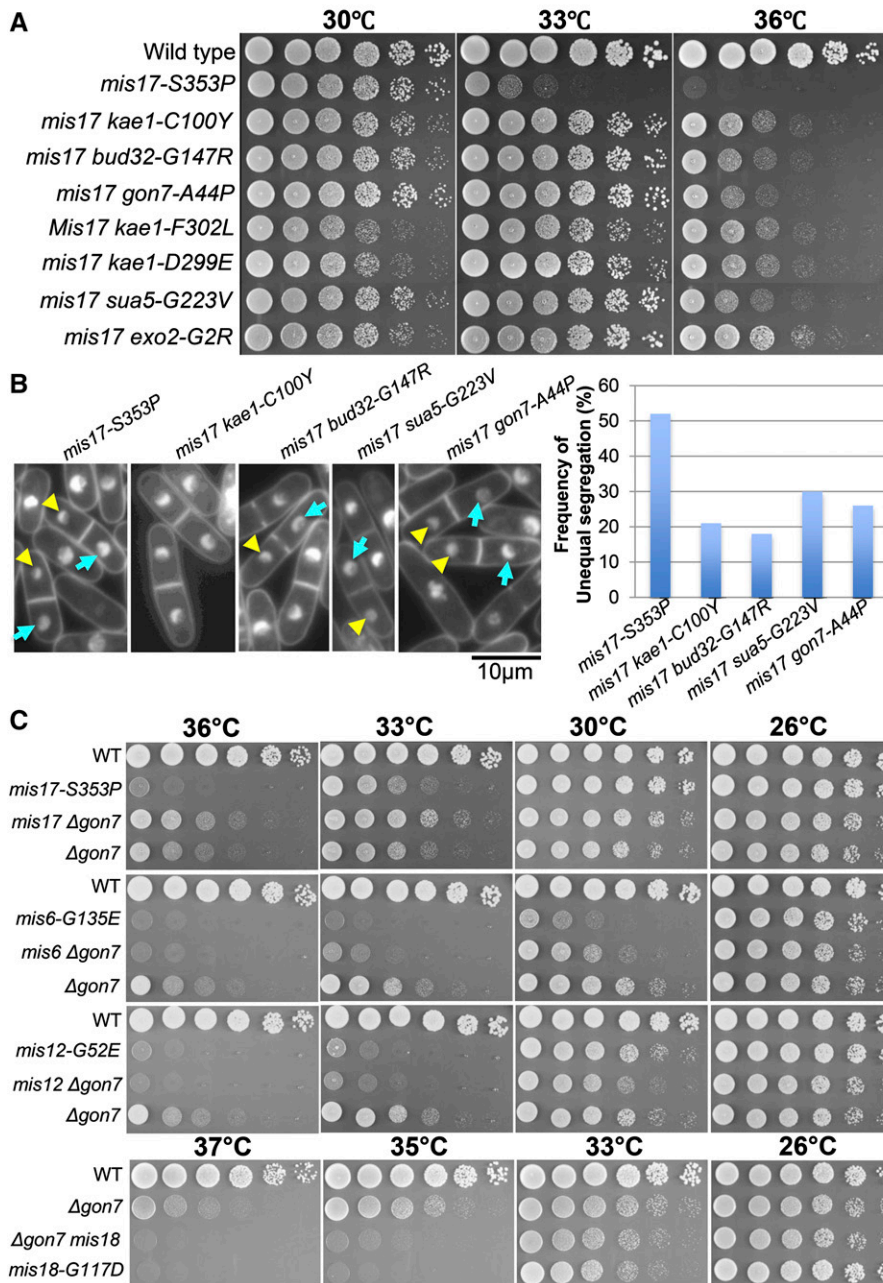 A
30°C 33°C 36°C
Wild type
mis17-S353P
mis17 kae1-C100Y
mis17 bud32-G147R
mis17 gon7-A44P
Mis17 kae1-F302L
mis17 kae1-D299E
mis17 sua5-G223V
mis17 exo2-G2R
B
mis17-S353P
mis17 kae1-C100Y
mis17 bud32-G147R
mis17 sua5-G223V
mis17 gon7-A44P
10μm
Frequency of
Unequal segregation (%)
60
50
40
30
20
10
0
mis17-S353P
mis17 kae1-C100Y
mis17 bud32-G147R
mis17 sua5-G223V
mis17 gon7-A44P
C
36°C 33°C 30°C 26°C
WT
mis17-S353P
mis17 Δgon7
Δgon7
WT
mis6-G135E
mis6 Δgon7
Δgon7
WT
mis12-G52E
mis12 Δgon7
Δgon7
37°C 35°C 33°C 26°C
WT
Δgon7
Δgon7 mis18
mis18-G117D